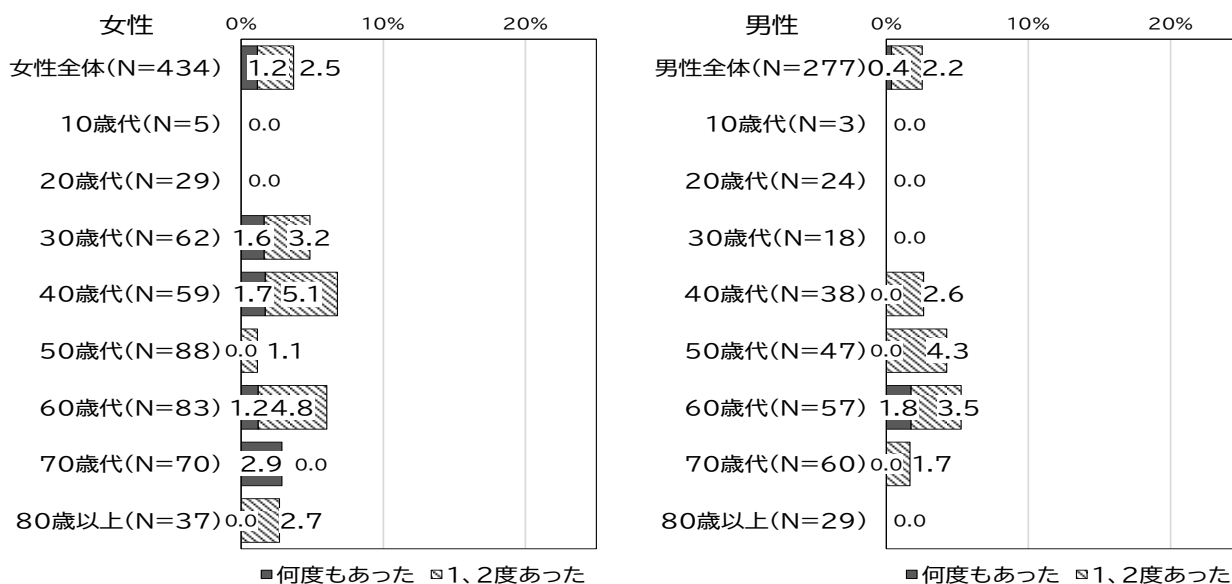 女性
0% 10% 20%
女性全体(N=434) 1.2 2.5
10歳代(N=5) 0.0
20歳代(N=29) 0.0
30歳代(N=62) 1.6 3.2
40歳代(N=59) 1.7 5.1
50歳代(N=88) 0.0 1.1
60歳代(N=83) 1.2 4.8
70歳代(N=70) 2.9 0.0
80歳以上(N=37) 0.0 2.7
■何度もあった ▧1、2度あった
男性
0% 10% 20%
男性全体(N=277) 0.4 2.2
10歳代(N=3) 0.0
20歳代(N=24) 0.0
30歳代(N=18) 0.0
40歳代(N=38) 0.0 2.6
50歳代(N=47) 0.0 4.3
60歳代(N=57) 1.8 3.5
70歳代(N=60) 0.0 1.7
80歳以上(N=29) 0.0
■何度もあった ▧1、2度あった